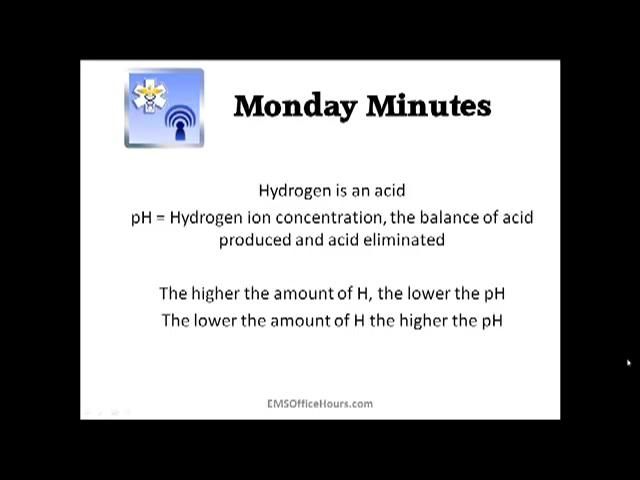 Monday Minutes
Hydrogen is an acid
pH = Hydrogen ion concentration, the balance of acid
produced and acid eliminated
The higher the amount of H, the lower the pH
The lower the amount of H the higher the pH
EMSOfficeHours.com